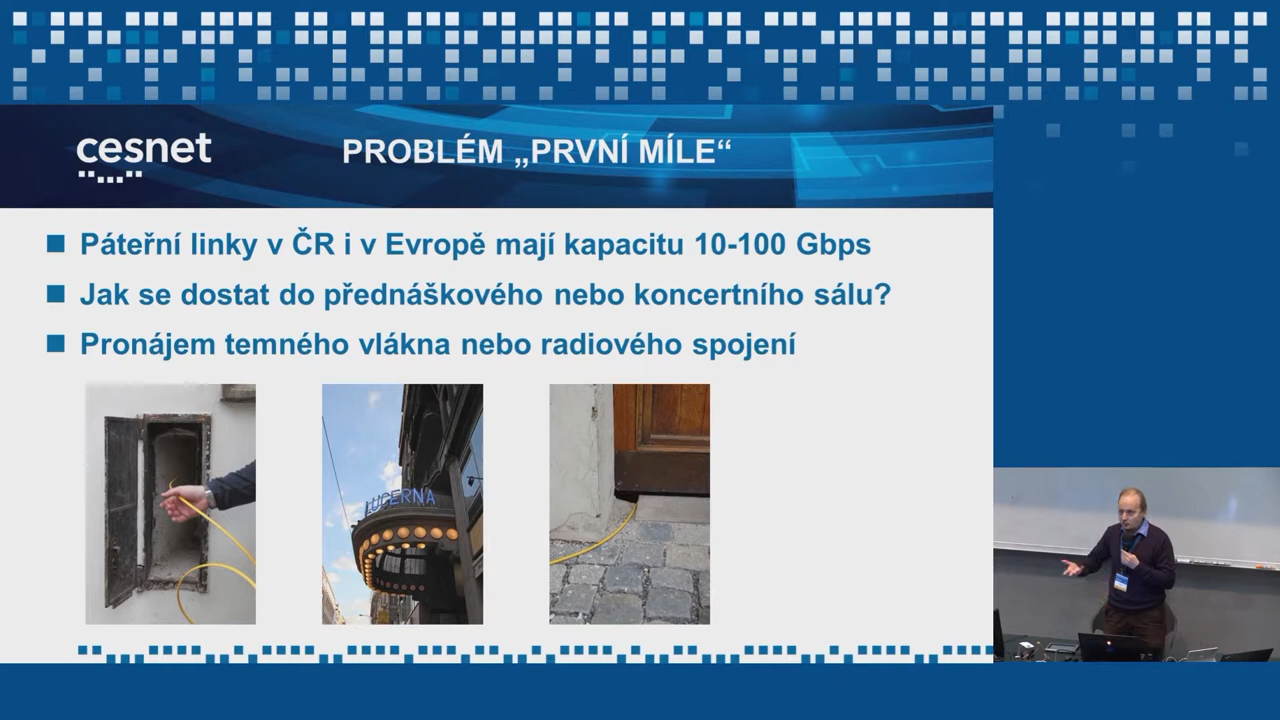 cesnet
PROBLÉM „PRVNÍ MÍLE“
Páteřní linky v ČR i v Evropě mají kapacitu 10-100 Gbps
Jak se dostat do přednáškového nebo koncertního sálu?
Pronájem temného vlákna nebo radiového spojení
LUCERNA